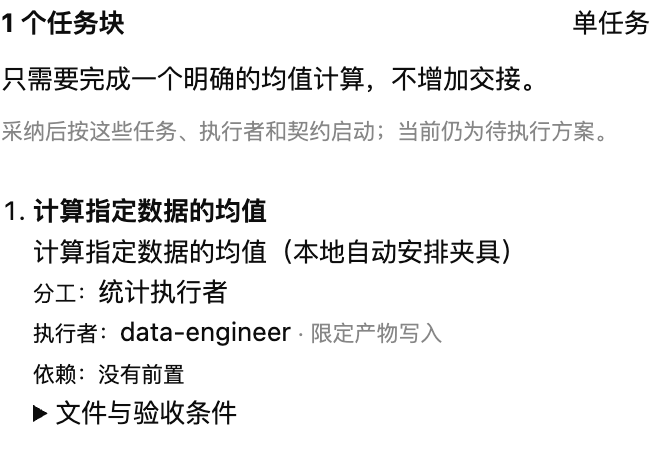 1 个任务块 单任务
只需要完成一个明确的均值计算，不增加交接。
采纳后按这些任务、执行者和契约启动；当前仍为待执行方案。
1. 计算指定数据的均值
计算指定数据的均值（本地自动安排夹具）
分工：统计执行者
执行者：data-engineer · 限定产物写入
依赖：没有前置
▶ 文件与验收条件